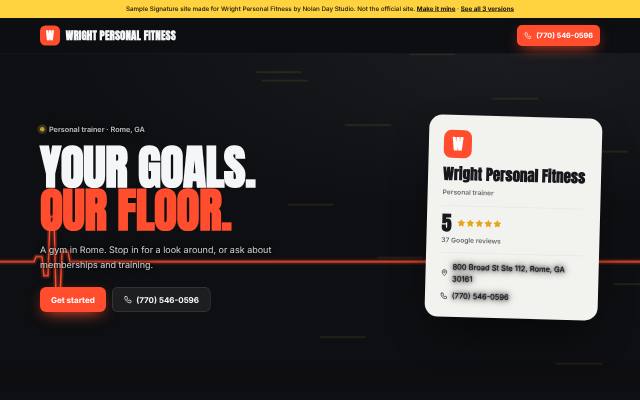 Sample Signature site made for Wright Personal Fitness by Nolan Day Studio. Not the official site. Make it mine · See all 3 versions
W WRIGHT PERSONAL FITNESS
(770) 546-0596
Personal trainer · Rome, GA
YOUR GOALS.
OUR FLOOR.
A gym in Rome. Stop in for a look around, or ask about
memberships and training.
Get started
(770) 546-0596
W
Wright Personal Fitness
Personal trainer
5
37 Google reviews
800 Broad St Ste 112, Rome, GA
30161
(770) 546-0596